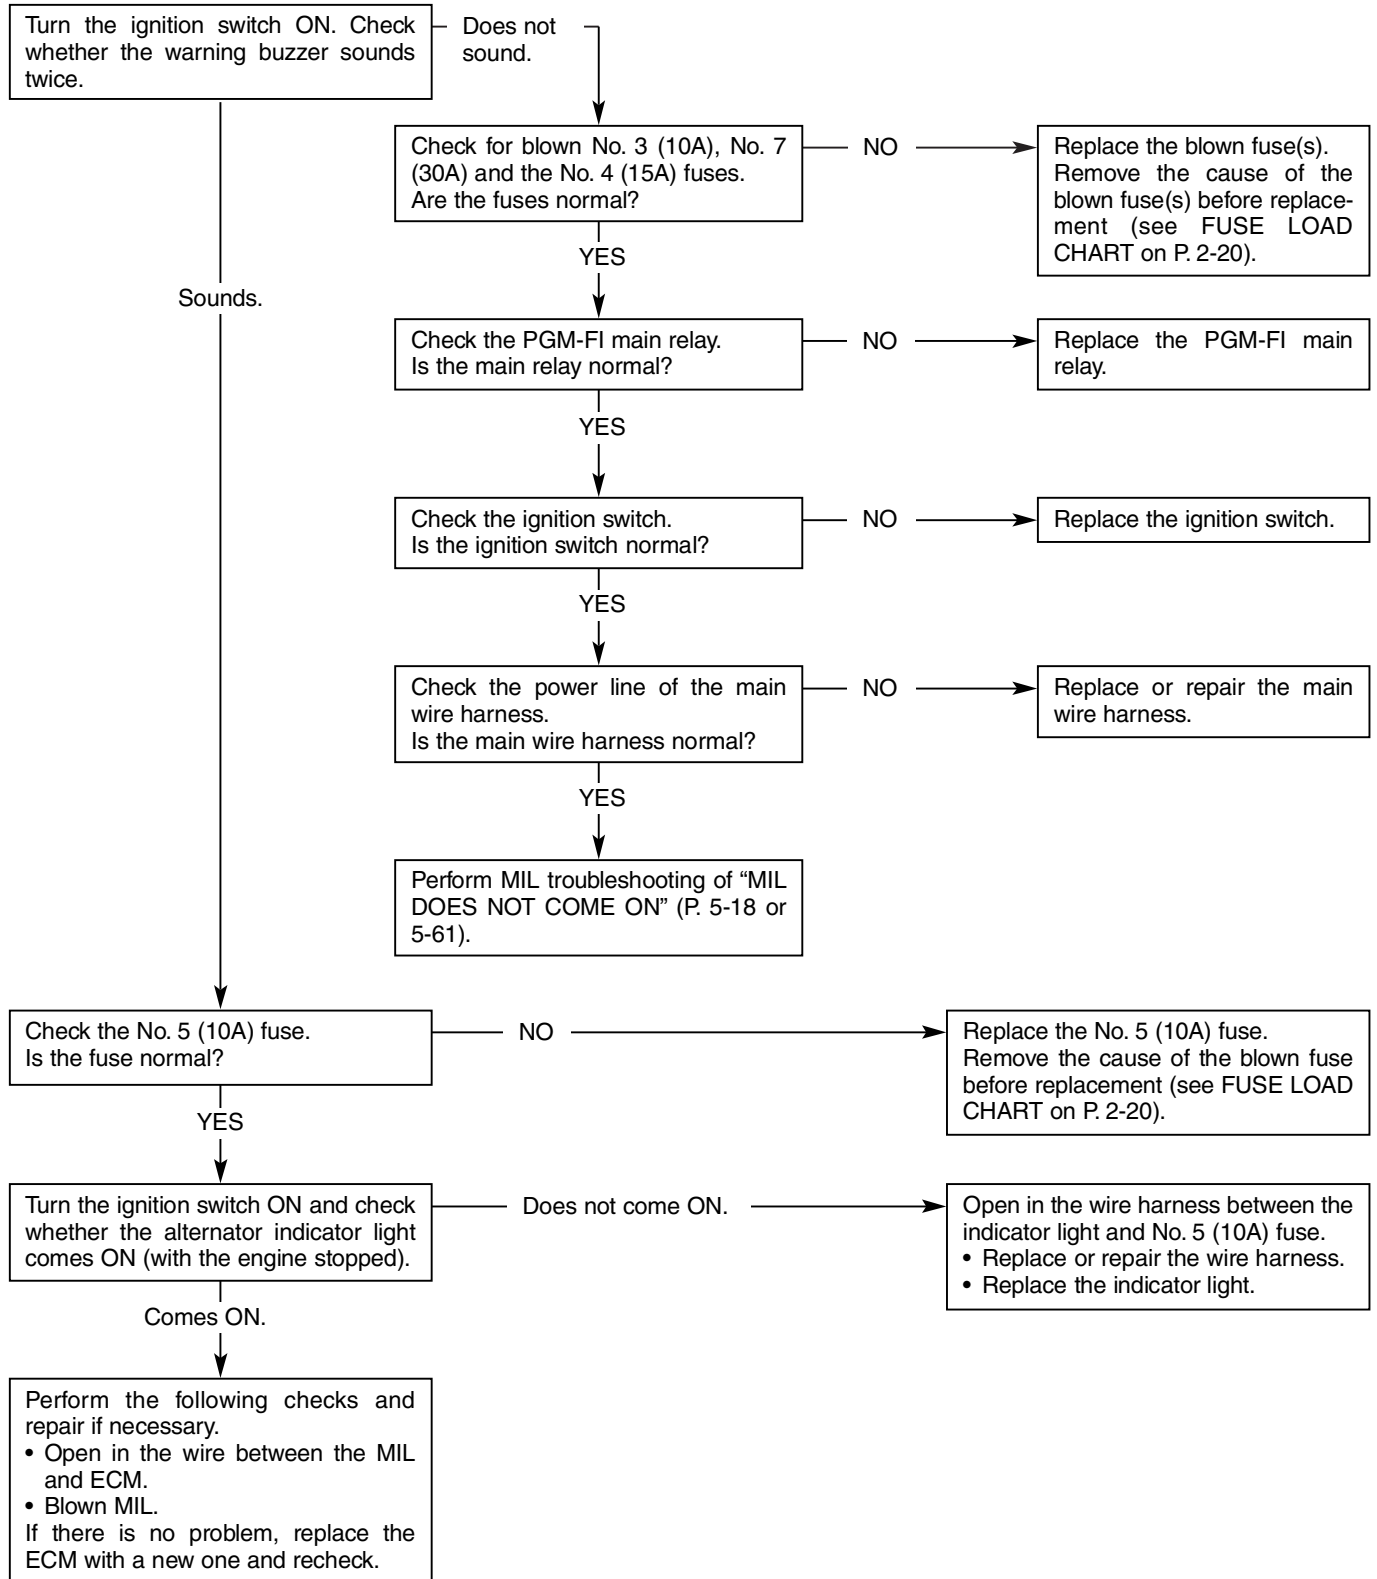 Turn the ignition switch ON. Check
whether the warning buzzer sounds
twice.
Does not
sound.
Check for blown No. 3 (10A), No. 7
(30A) and the No. 4 (15A) fuses.
Are the fuses normal?
NO
Replace the blown fuse(s).
Remove the cause of the
blown fuse(s) before replace-
ment (see FUSE LOAD
CHART on P. 2-20).
YES
Sounds.
Check the PGM-FI main relay.
Is the main relay normal?
NO
Replace the PGM-FI main
relay.
YES
Check the ignition switch.
Is the ignition switch normal?
NO
Replace the ignition switch.
YES
Check the power line of the main
wire harness.
Is the main wire harness normal?
NO
Replace or repair the main
wire harness.
YES
Perform MIL troubleshooting of “MIL
DOES NOT COME ON” (P. 5-18 or
5-61).
Check the No. 5 (10A) fuse.
Is the fuse normal?
NO
Replace the No. 5 (10A) fuse.
Remove the cause of the blown fuse
before replacement (see FUSE LOAD
CHART on P. 2-20).
YES
Turn the ignition switch ON and check
whether the alternator indicator light
comes ON (with the engine stopped).
Does not come ON.
Open in the wire harness between the
indicator light and No. 5 (10A) fuse.
• Replace or repair the wire harness.
• Replace the indicator light.
Comes ON.
Perform the following checks and
repair if necessary.
• Open in the wire between the MIL
and ECM.
• Blown MIL.
If there is no problem, replace the
ECM with a new one and recheck.